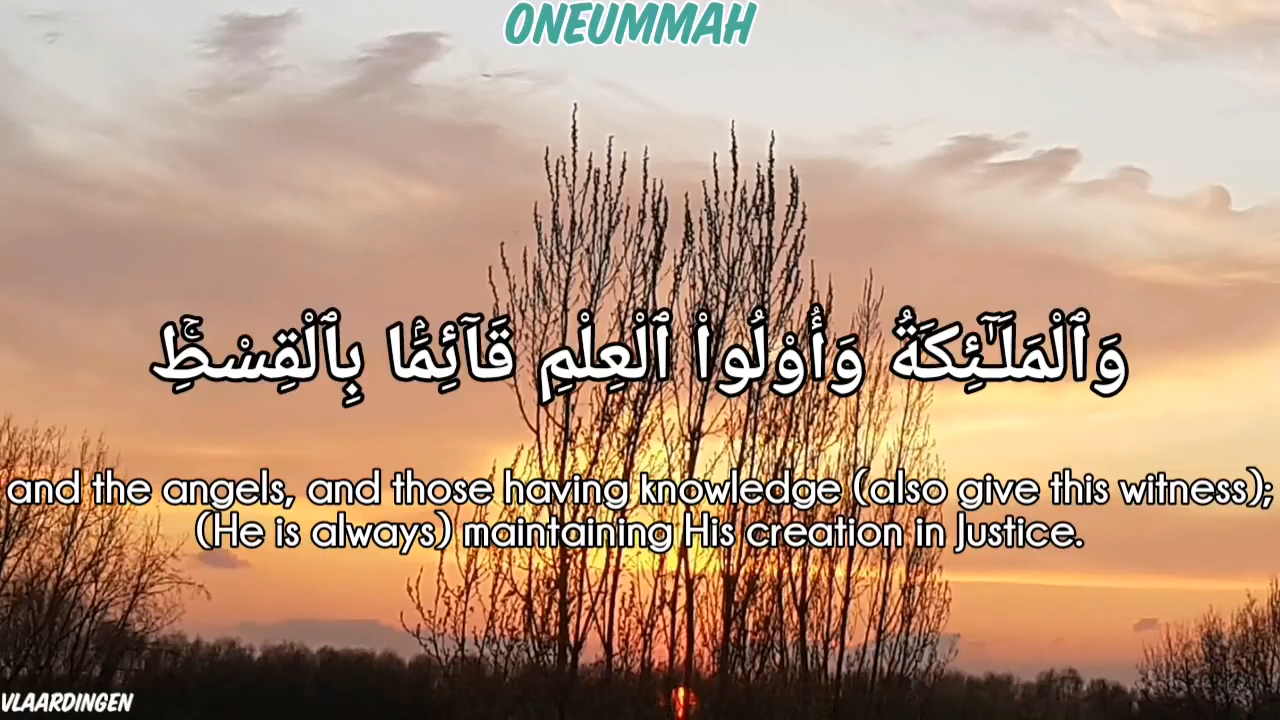 ONEUMMAH
وَٱلْمَلَـٰٓئِكَةُ وَأُوْلُوا۟ ٱلْعِلْمِ قَآئِمًۢا بِٱلْقِسْطِۚ
and the angels, and those having knowledge (also give this witness);
(He is always) maintaining His creation in Justice.
VLAARDINGEN